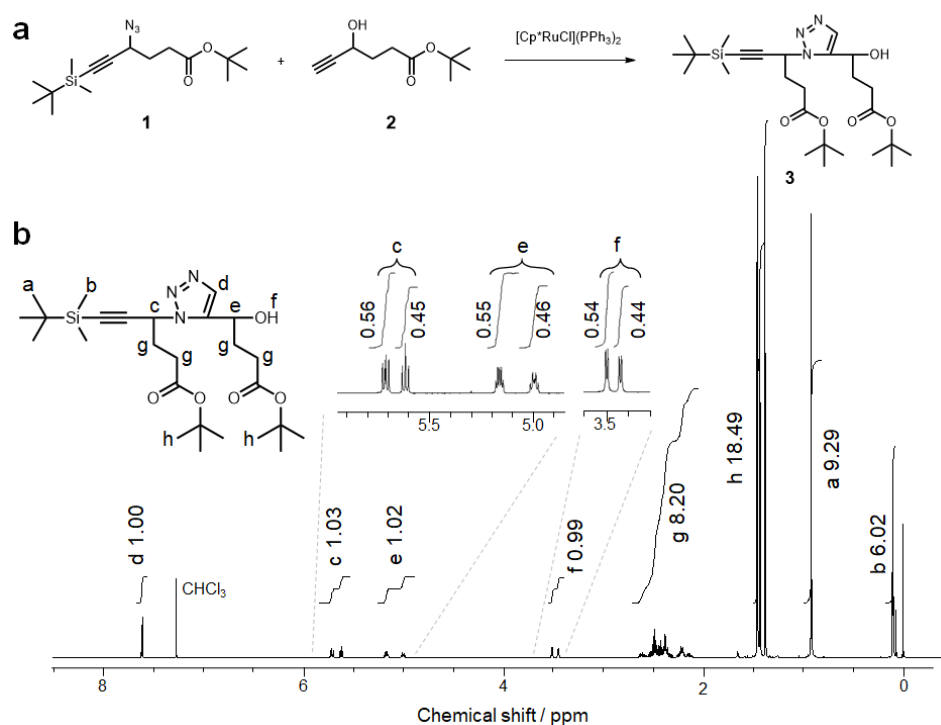 a
N₃
O
O
Si
1
+
OH
O
O
2
[Cp*RuCl](PPh₃)₂
N
N
N
Si
OH
O
O
O
O
3
b
a
b
Si
c
N
N
N
d
e
f
OH
g
g
g
g
O
O
O
O
h
h
c
e
f
0.56
0.45
0.55
0.46
0.54
0.44
5.5
5.0
3.5
d 1.00
CHCl₃
c 1.03
e 1.02
f 0.99
g 8.20
h 18.49
a 9.29
b 6.02
8
6
4
2
0
Chemical shift / ppm